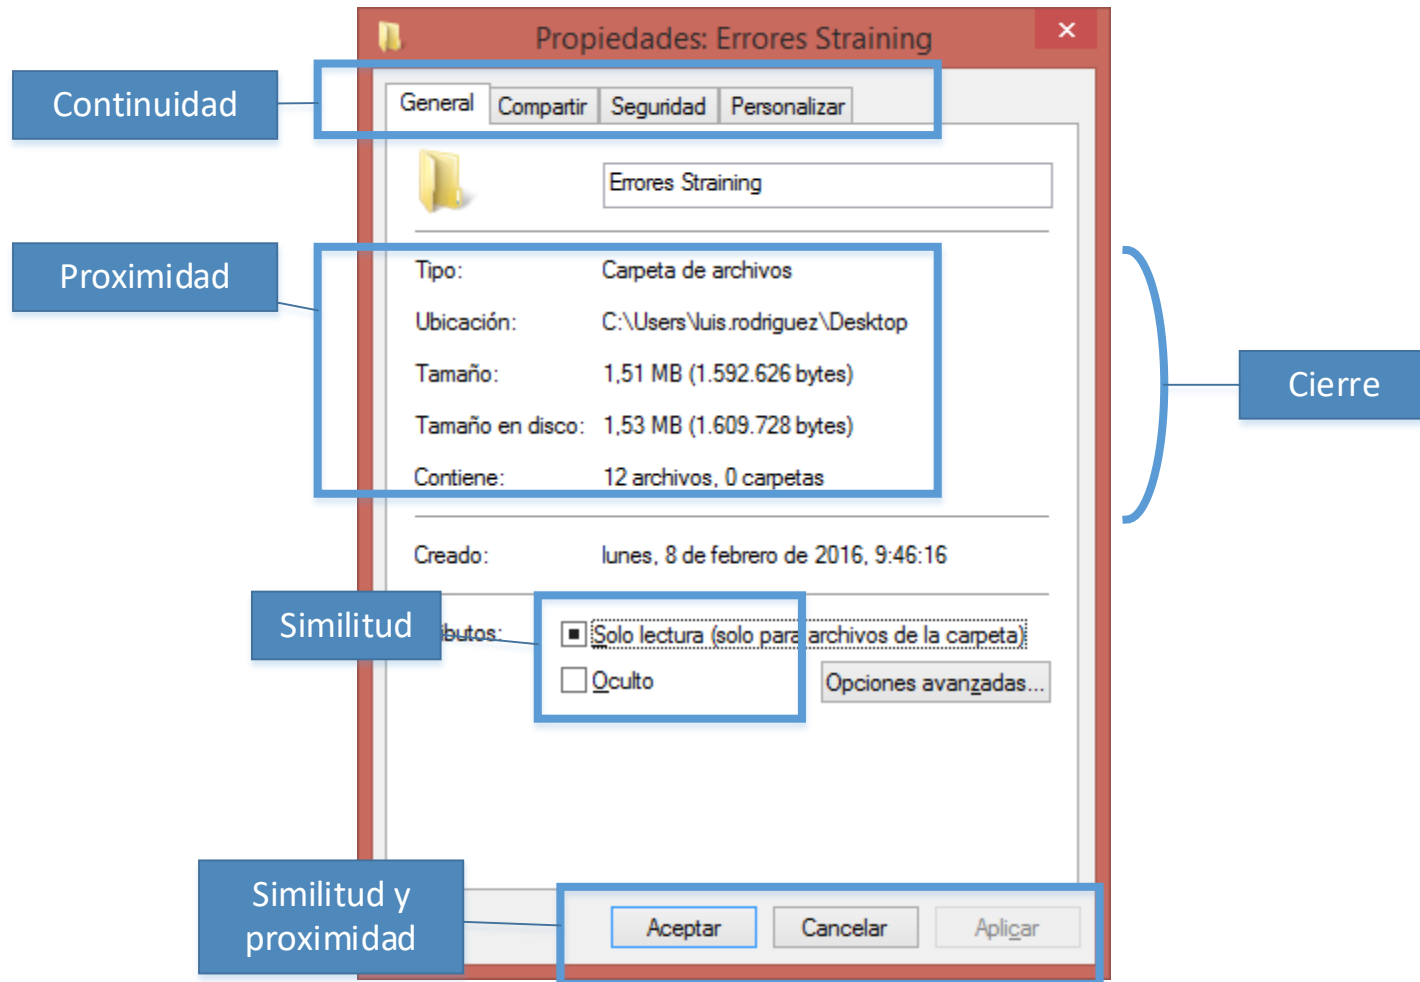 Propiedades: Errores Straining
Continuidad
General Compartir Seguridad Personalizar
Errores Straining
Proximidad
Tipo: Carpeta de archivos
Ubicación: C:\Users\luis.rodriguez\Desktop
Tamaño: 1,51 MB (1.592.626 bytes)
Cierre
Tamaño en disco: 1,53 MB (1.609.728 bytes)
Contiene: 12 archivos, 0 carpetas
Creado: lunes, 8 de febrero de 2016, 9:46:16
Similitud
ibutos: Solo lectura (solo para archivos de la carpeta)
Oculto
Opciones avanzadas...
Similitud y
proximidad
Aceptar Cancelar Aplicar